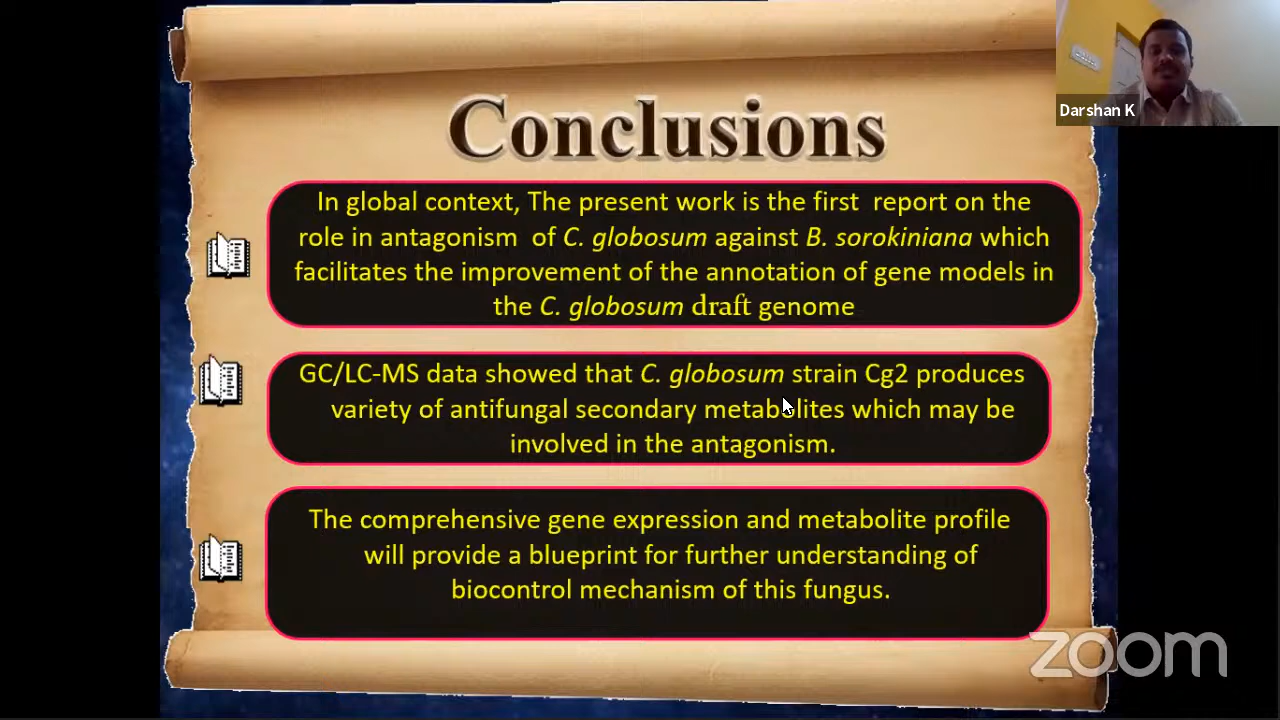 Darshan K
Conclusions
In global context, The present work is the first report on the
role in antagonism of C. globosum against B. sorokiniana which
facilitates the improvement of the annotation of gene models in
the C. globosum draft genome
GC/LC-MS data showed that C. globosum strain Cg2 produces
variety of antifungal secondary metabolites which may be
involved in the antagonism.
The comprehensive gene expression and metabolite profile
will provide a blueprint for further understanding of
biocontrol mechanism of this fungus.
zoom